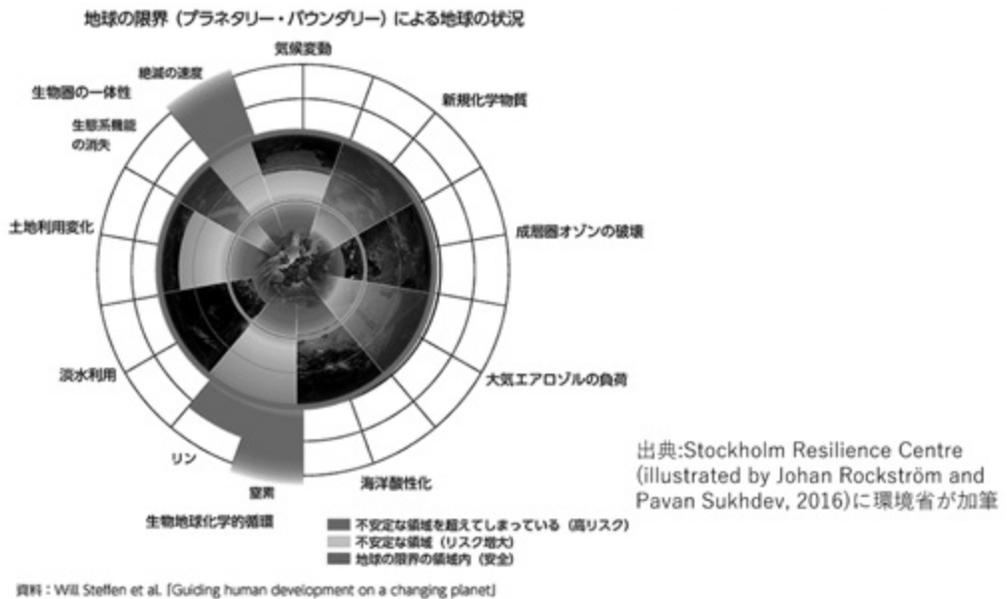 地球の限界（プラネタリー・バウンダリー）による地球の状況
気候変動
絶滅の速度
生物器の一体性
新規化学物質
生態系機能
の消失
土地利用変化
成層圏オゾンの破壊
淡水利用
大気エアロゾルの負荷
リン
海洋酸性化
窒素
生物地球化学的循環
不安定な領域を超えてしまっている（高リスク）
不安定な領域（リスク増大）
地球の限界の領域内（安全）
出典:Stockholm Resilience Centre
(illustrated by Johan Rockström and
Pavan Sukhdev, 2016)に環境省が加筆
資料：Will Steffen et al.「Guiding human development on a changing planet」